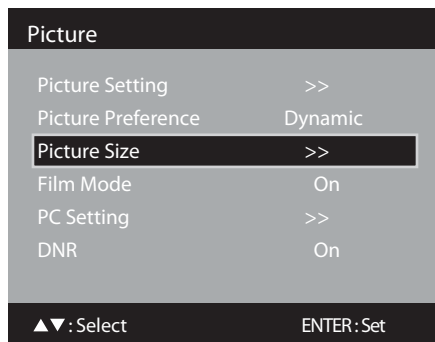 Picture
Picture Setting >>
Picture Preference Dynamic
Picture Size >>
Film Mode On
PC Setting >>
DNR On
▲▼: Select ENTER: Set